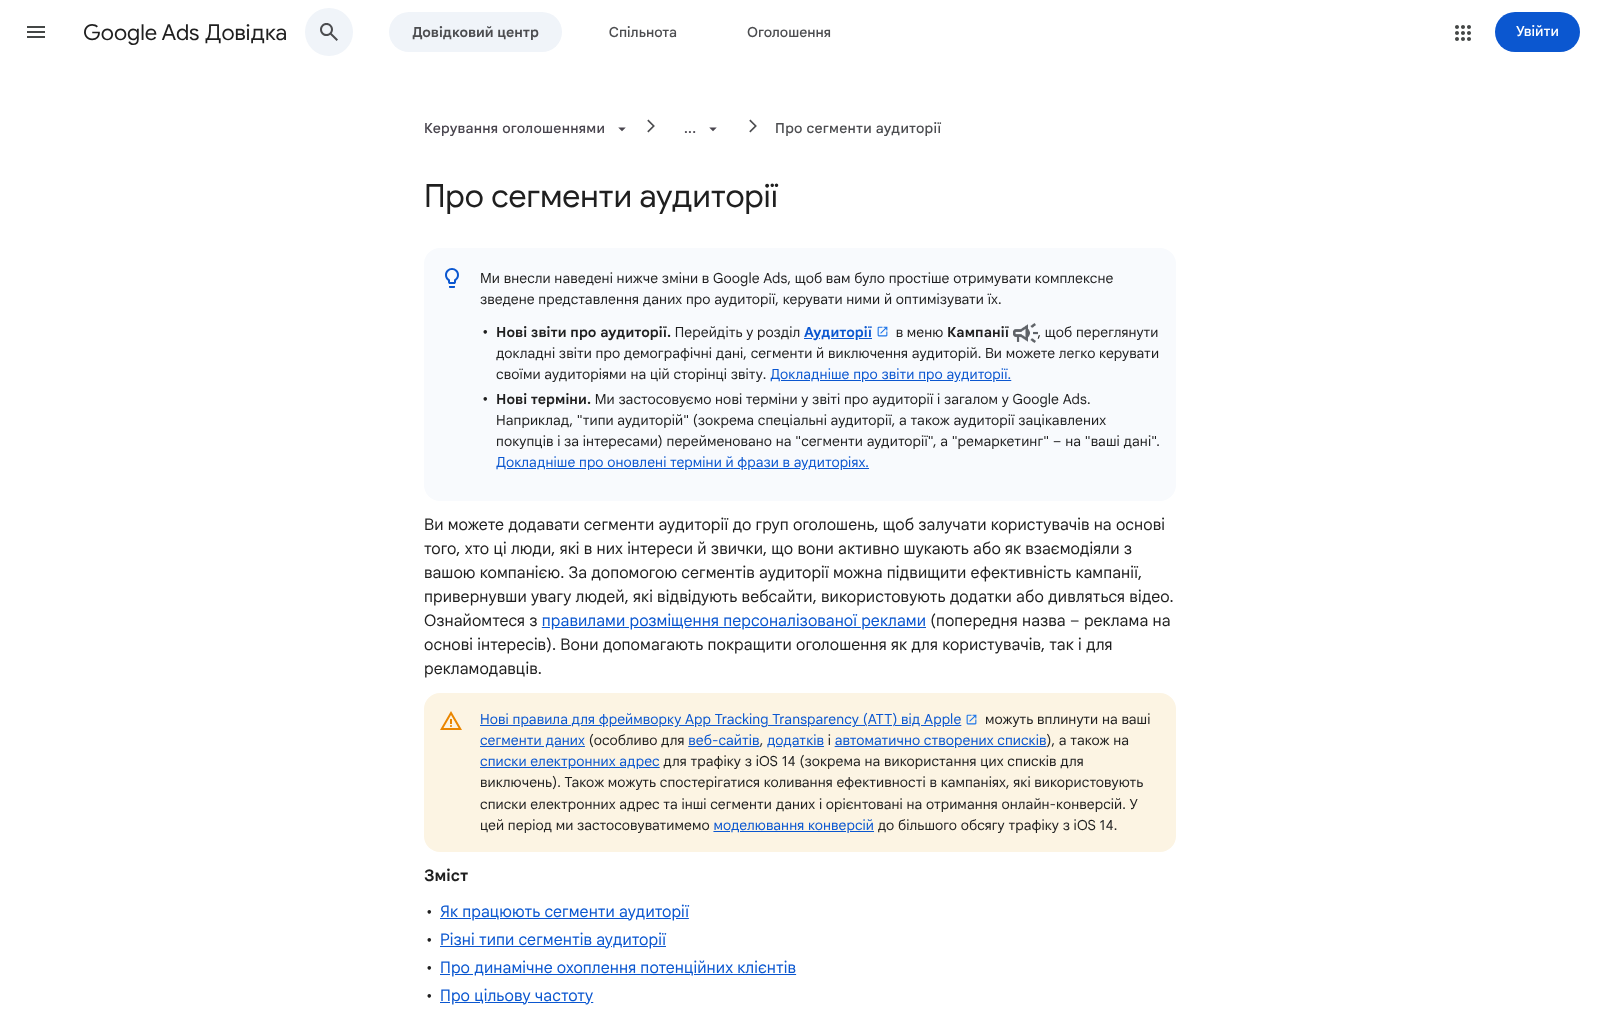 Google Ads Довідка
Довідковий центр
Спільнота
Оголошення
Увійти
Керування оголошеннями
...
Про сегменти аудиторії
Про сегменти аудиторії
Ми внесли наведені нижче зміни в Google Ads, щоб вам було простіше отримувати комплексне
зведене представлення даних про аудиторії, керувати ними й оптимізувати їх.
• Нові звіти про аудиторії. Перейдіть у розділ Аудиторії в меню Кампанії , щоб переглянути
докладні звіти про демографічні дані, сегменти й виключення аудиторій. Ви можете легко керувати
своїми аудиторіями на цій сторінці звіту. Докладніше про звіти про аудиторії.
• Нові терміни. Ми застосовуємо нові терміни у звіті про аудиторії і загалом у Google Ads.
Наприклад, "типи аудиторій" (зокрема спеціальні аудиторії, а також аудиторії зацікавлених
покупців і за інтересами) перейменовано на "сегменти аудиторії", а "ремаркетинг" – на "ваші дані".
Докладніше про оновлені терміни й фрази в аудиторіях.
Ви можете додавати сегменти аудиторії до груп оголошень, щоб залучати користувачів на основі
того, хто ці люди, які в них інтереси й звички, що вони активно шукають або як взаємодіяли з
вашою компанією. За допомогою сегментів аудиторії можна підвищити ефективність кампанії,
привернувши увагу людей, які відвідують вебсайти, використовують додатки або дивляться відео.
Ознайомтеся з правилами розміщення персоналізованої реклами (попередня назва – реклама на
основі інтересів). Вони допомагають покращити оголошення як для користувачів, так і для
рекламодавців.
Нові правила для фреймворку App Tracking Transparency (ATT) від Apple можуть вплинути на ваші
сегменти даних (особливо для веб-сайтів, додатків і автоматично створених списків), а також на
списки електронних адрес для трафіку з iOS 14 (зокрема на використання цих списків для
виключень). Також можуть спостерігатися коливання ефективності в кампаніях, які використовують
списки електронних адрес та інші сегменти даних і орієнтовані на отримання онлайн-конверсій. У
цей період ми застосовуватимемо моделювання конверсій до більшого обсягу трафіку з iOS 14.
Зміст
• Як працюють сегменти аудиторії
• Різні типи сегментів аудиторії
• Про динамічне охоплення потенційних клієнтів
• Про цільову частоту